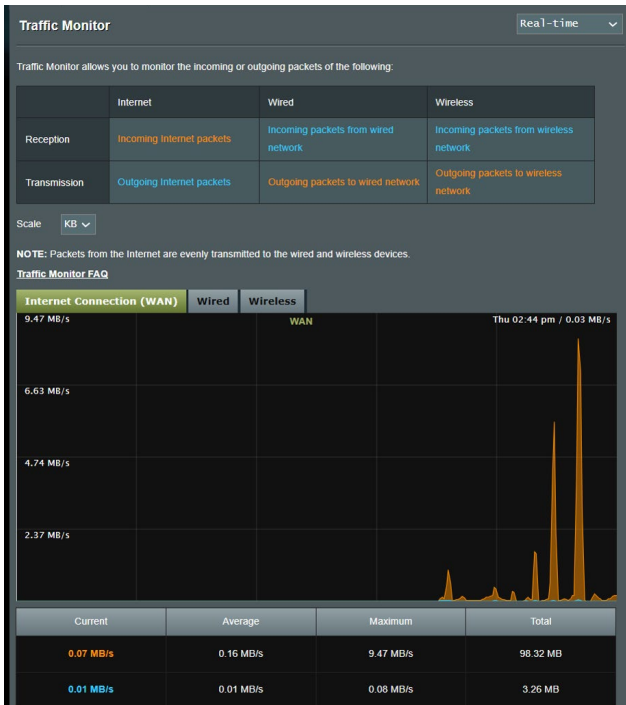 Traffic Monitor
Real-time
Traffic Monitor allows you to monitor the incoming or outgoing packets of the following:
Internet Wired Wireless
Reception Incoming Internet packets Incoming packets from wired network Incoming packets from wireless network
Transmission Outgoing Internet packets Outgoing packets to wired network Outgoing packets to wireless network
Scale KB
NOTE: Packets from the Internet are evenly transmitted to the wired and wireless devices.
Traffic Monitor FAQ
Internet Connection (WAN) Wired Wireless
9.47 MB/s WAN Thu 02:44 pm / 0.03 MB/s
6.63 MB/s
4.74 MB/s
2.37 MB/s
Current Average Maximum Total
0.07 MB/s 0.16 MB/s 9.47 MB/s 98.32 MB
0.01 MB/s 0.01 MB/s 0.08 MB/s 3.26 MB